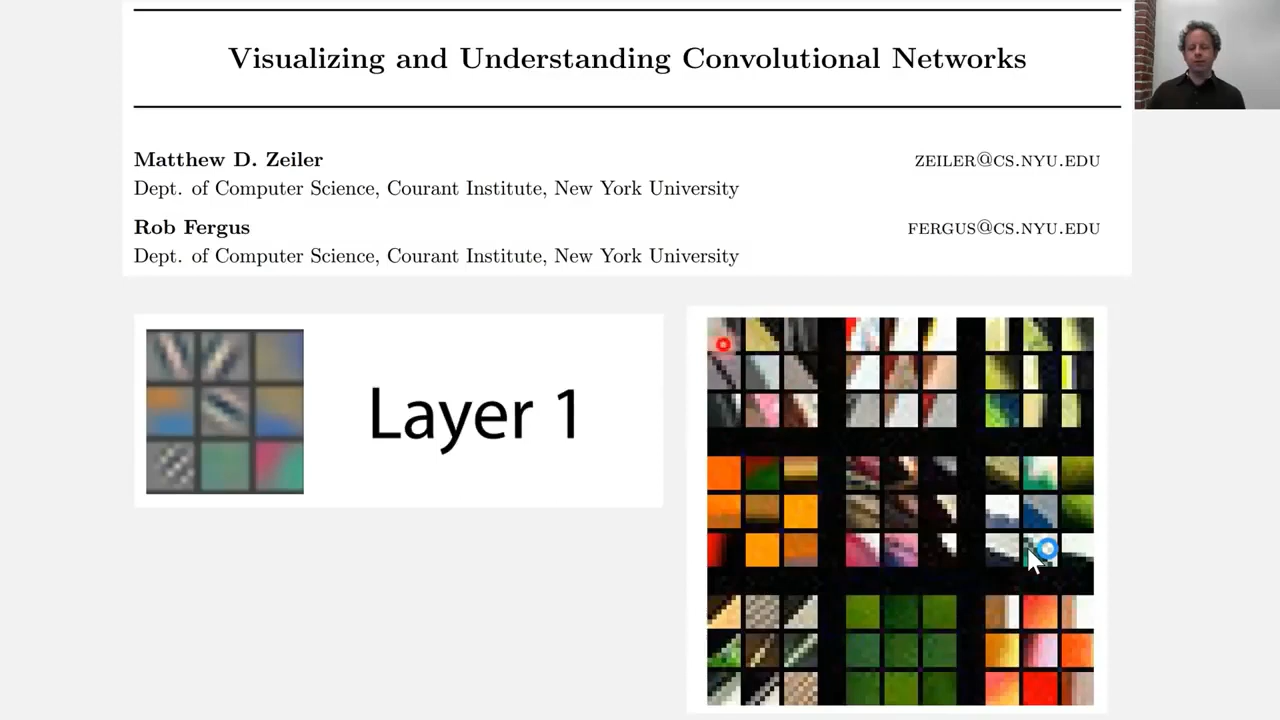 Visualizing and Understanding Convolutional Networks
Matthew D. Zeiler
ZEILER@CS.NYU.EDU
Dept. of Computer Science, Courant Institute, New York University
Rob Fergus
FERGUS@CS.NYU.EDU
Dept. of Computer Science, Courant Institute, New York University
Layer 1